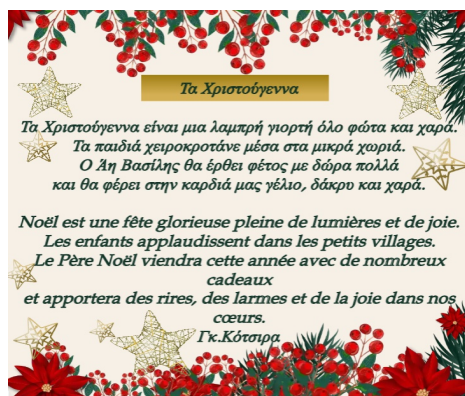 Τα Χριστούγεννα
Τα Χριστούγεννα είναι μια λαμπρή γιορτή όλο φώτα και χαρά.
Τα παιδιά χειροκροτάνε μέσα στα μικρά χωριά.
Ο Άη Βασίλης θα έρθει φέτος με δώρα πολλά
και θα φέρει στην καρδιά μας γέλιο, δάκρυ και χαρά.
Noël est une fête glorieuse pleine de lumières et de joie.
Les enfants applaudissent dans les petits villages.
Le Père Noël viendra cette année avec de nombreux
cadeaux
et apportera des rires, des larmes et de la joie dans nos
cœurs.
Γκ.Κότσιρα